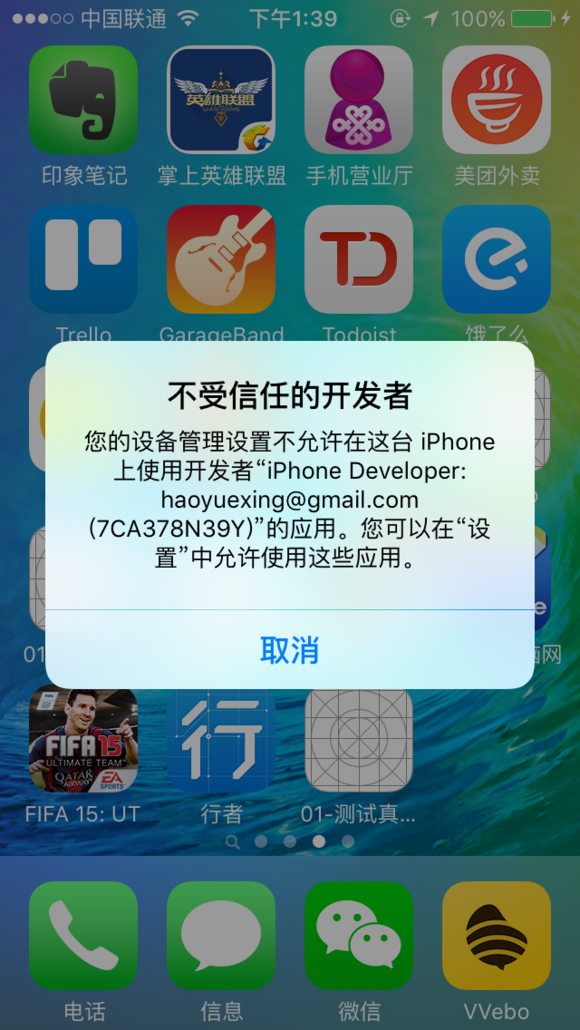 中国联通 下午1:39 100%
英雄联盟
印象笔记 掌上英雄联盟 手机营业厅 美团外卖
Trello GarageBand Todoist 饿了么
不受信任的开发者
您的设备管理设置不允许在这台 iPhone
上使用开发者“iPhone Developer:
haoyuexing@gmail.com
(7CA378N39Y)”的应用。您可以在“设
置”中允许使用这些应用。
取消
01
脑网
FIFA
FIFA 15
ULTIMATE TEAM
QATAR
AIRWAYS
EA
SPORTS
行
FIFA 15: UT 行者 01-测试真...
电话 信息 微信 VVebo